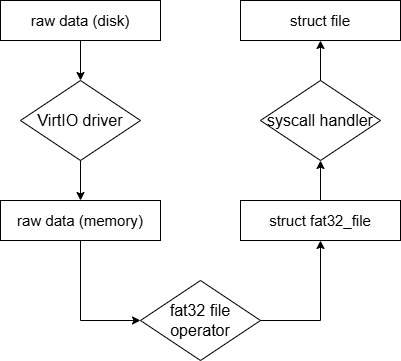 raw data (disk)
struct file
VirtIO driver
syscall handler
raw data (memory)
struct fat32_file
fat32 file
operator